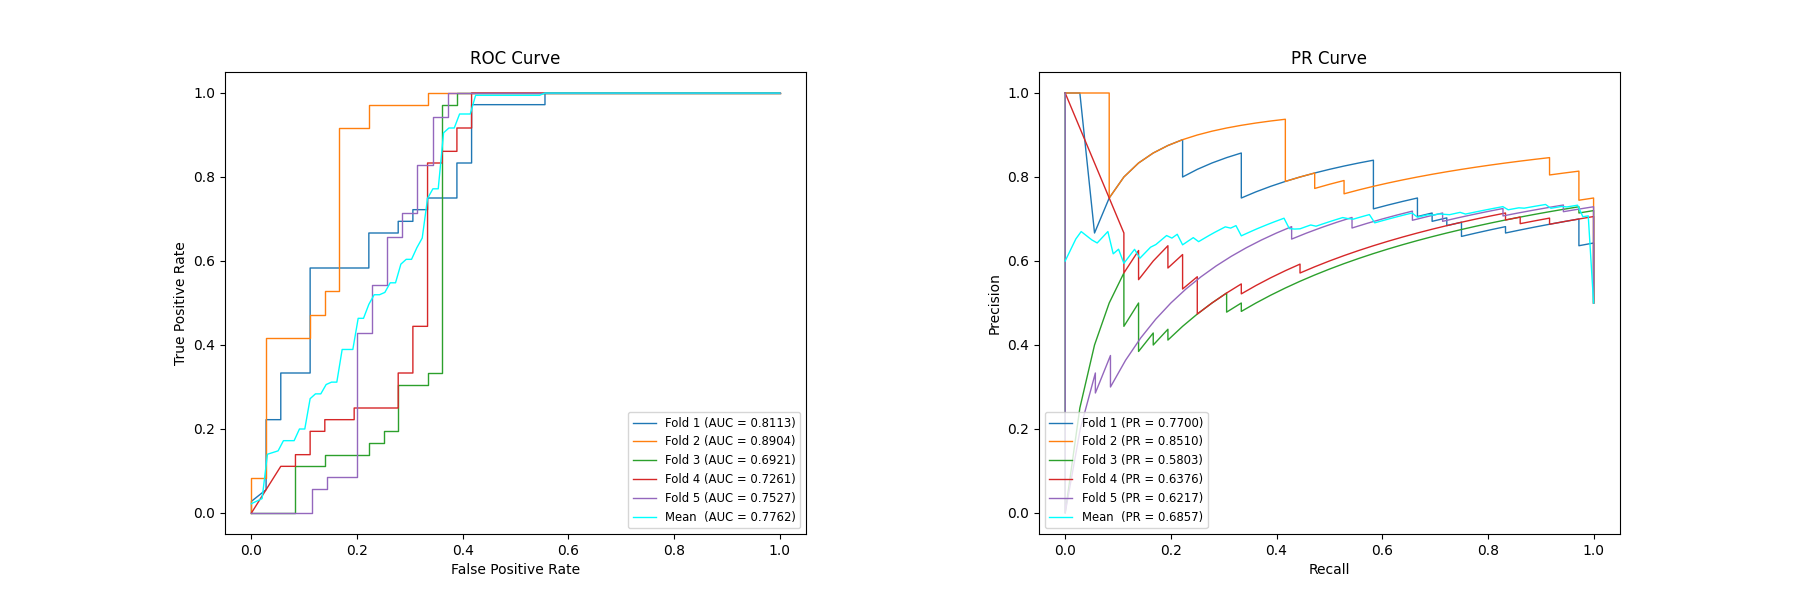 ROC Curve
True Positive Rate
1.0
0.8
0.6
0.4
0.2
0.0
0.0 0.2 0.4 0.6 0.8 1.0
False Positive Rate
Fold 1 (AUC = 0.8113)
Fold 2 (AUC = 0.8904)
Fold 3 (AUC = 0.6921)
Fold 4 (AUC = 0.7261)
Fold 5 (AUC = 0.7527)
Mean (AUC = 0.7762)
PR Curve
Precision
1.0
0.8
0.6
0.4
0.2
0.0
0.0 0.2 0.4 0.6 0.8 1.0
Recall
Fold 1 (PR = 0.7700)
Fold 2 (PR = 0.8510)
Fold 3 (PR = 0.5803)
Fold 4 (PR = 0.6376)
Fold 5 (PR = 0.6217)
Mean (PR = 0.6857)